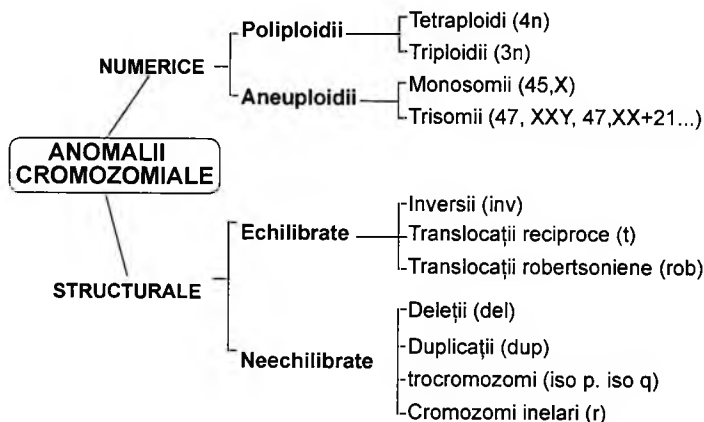 Tetraploidi (4n)
Poliploidii
Triploidii (3n)
NUMERICE
Monosomii (45,X)
Aneuploidii
Trisomii (47, XXY, 47,XX+21...)
ANOMALII
CROMOZOMIALE
Inversii (inv)
Echilibrate
Translocații reciproce (t)
Translocații robertsoniene (rob)
STRUCTURALE
Deleții (del)
Duplicații (dup)
Neechilibrate
trocromozomi (iso p. iso q)
Cromozomi inelari (r)